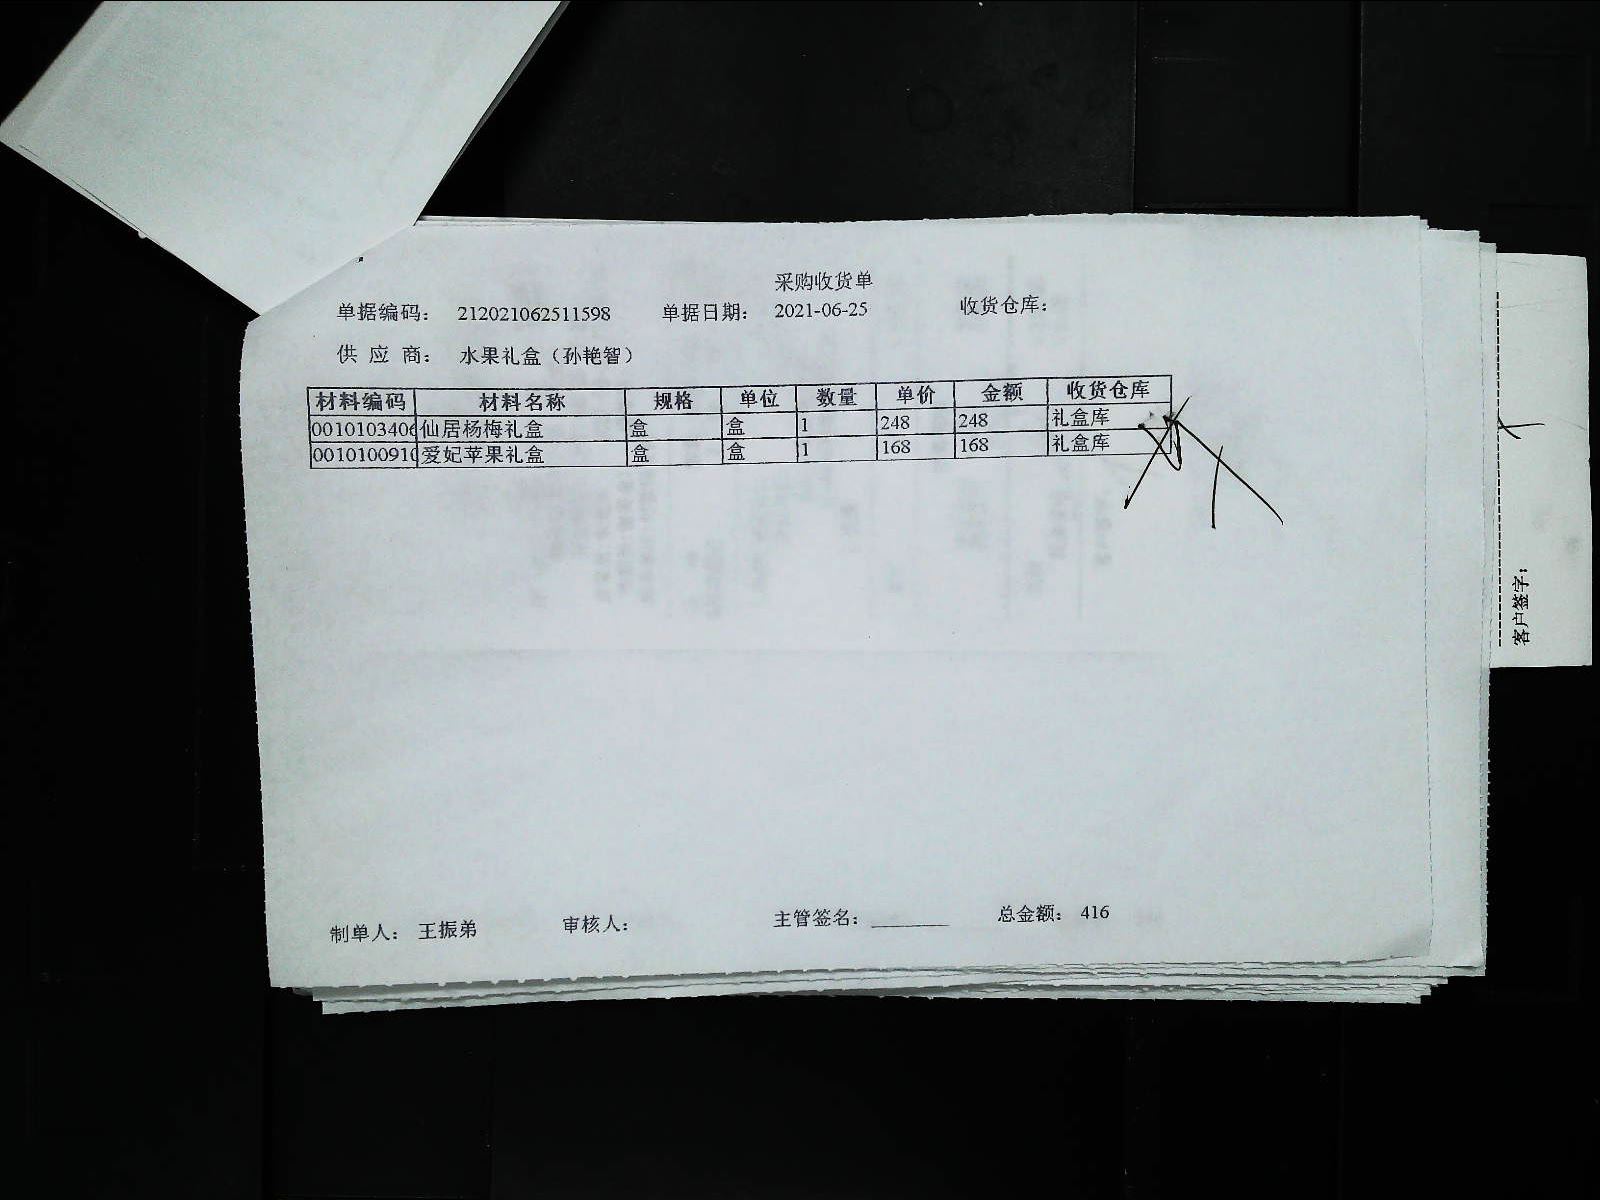 采购收货单
单据编码： 212021062511598 单据日期： 2021-06-25 收货仓库：
供 应 商： 水果礼盒（孙艳智）
材料编码 材料名称 规格 单位 数量 单价 金额 收货仓库
0010103406 仙居杨梅礼盒 盒 盒 1 248 248 礼盒库
0010100910 爱妃苹果礼盒 盒 盒 1 168 168 礼盒库
制单人： 王振弟 审核人： 主管签名： 总金额： 416
客户签字：